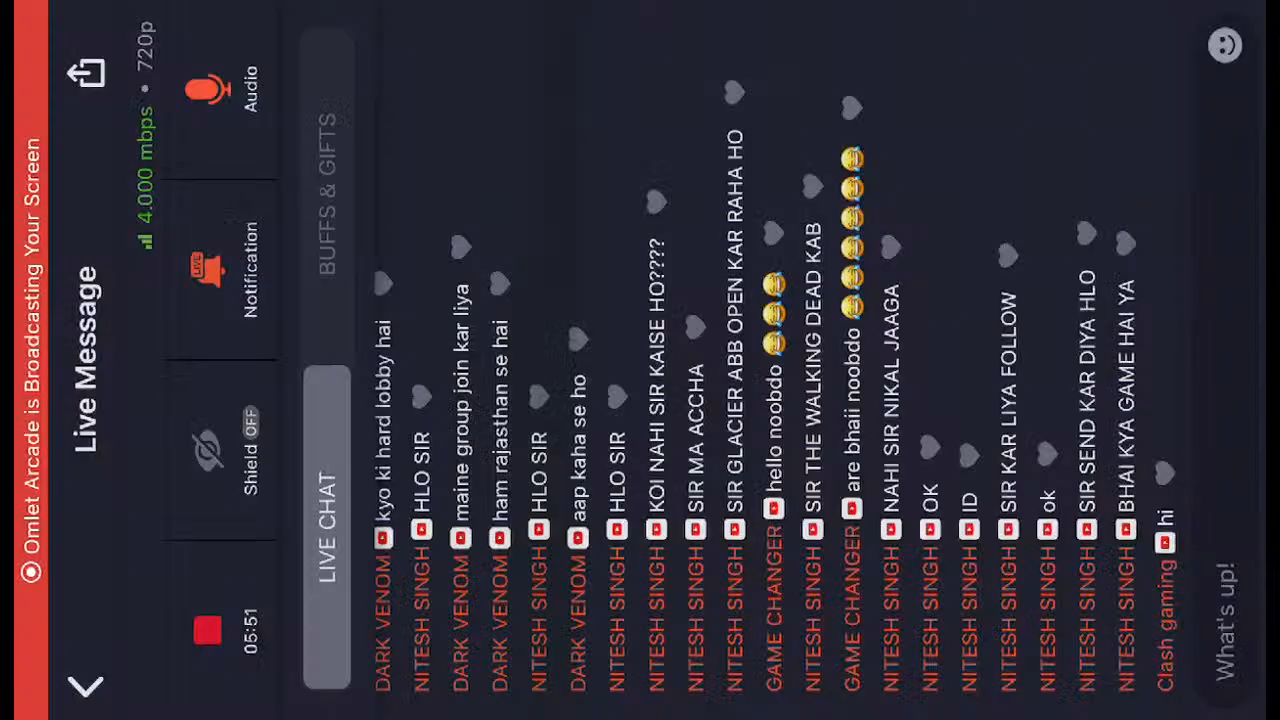 Omlet Arcade is Broadcasting Your Screen
Live Message
4.000 mbps • 720p
05:51
Shield OFF
LIVE
Notification
Audio
LIVE CHAT
BUFFS & GIFTS
DARK VENOM kyo ki hard lobby hai
NITESH SINGH HLO SIR
DARK VENOM maine group join kar liya
DARK VENOM ham rajasthan se hai
NITESH SINGH HLO SIR
DARK VENOM aap kaha se ho
NITESH SINGH HLO SIR
NITESH SINGH KOI NAHI SIR KAISE HO????
NITESH SINGH SIR MA ACCHA
NITESH SINGH SIR GLACIER ABB OPEN KAR RAHA HO
GAME CHANGER hello noobdo 😂😂😂
NITESH SINGH SIR THE WALKING DEAD KAB
GAME CHANGER are bhaii noobdo 😂😂😂😂😂😂
NITESH SINGH NAHI SIR NIKAL JAAGA
NITESH SINGH OK
NITESH SINGH ID
NITESH SINGH SIR KAR LIYA FOLLOW
NITESH SINGH ok
NITESH SINGH SIR SEND KAR DIYA HLO
NITESH SINGH BHAI KYA GAME HAI YA
Clash gaming hi
What's up!